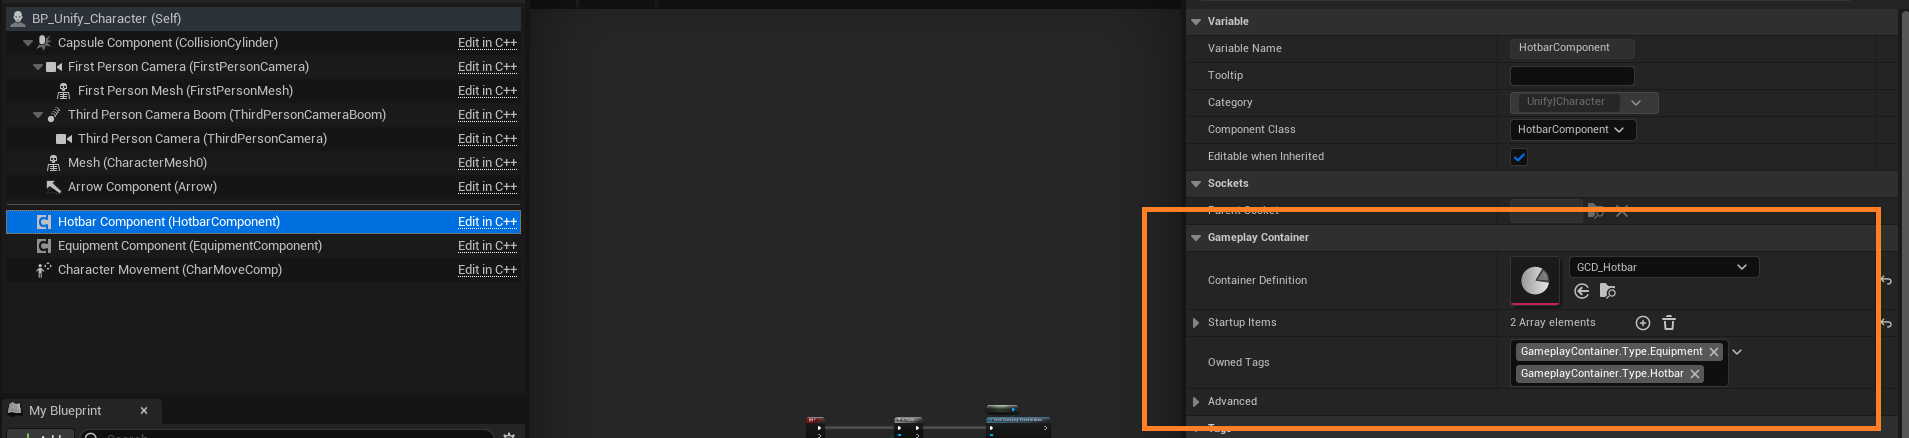 BP_Unify_Character (Self)
Capsule Component (CollisionCylinder) Edit in C++
First Person Camera (FirstPersonCamera) Edit in C++
First Person Mesh (FirstPersonMesh) Edit in C++
Third Person Camera Boom (ThirdPersonCameraBoom) Edit in C++
Third Person Camera (ThirdPersonCamera) Edit in C++
Mesh (CharacterMesh0) Edit in C++
Arrow Component (Arrow) Edit in C++
Hotbar Component (HotbarComponent) Edit in C++
Equipment Component (EquipmentComponent) Edit in C++
Character Movement (CharMoveComp) Edit in C++
My Blueprint
Add
Search
Variable
Variable Name HotbarComponent
Tooltip
Category Unify|Character
Component Class HotbarComponent
Editable when Inherited
Sockets
Parent Socket
Gameplay Container
Container Definition GCD_Hotbar
Startup Items 2 Array elements
Owned Tags GameplayContainer.Type.Equipment
GameplayContainer.Type.Hotbar
Advanced
Tags